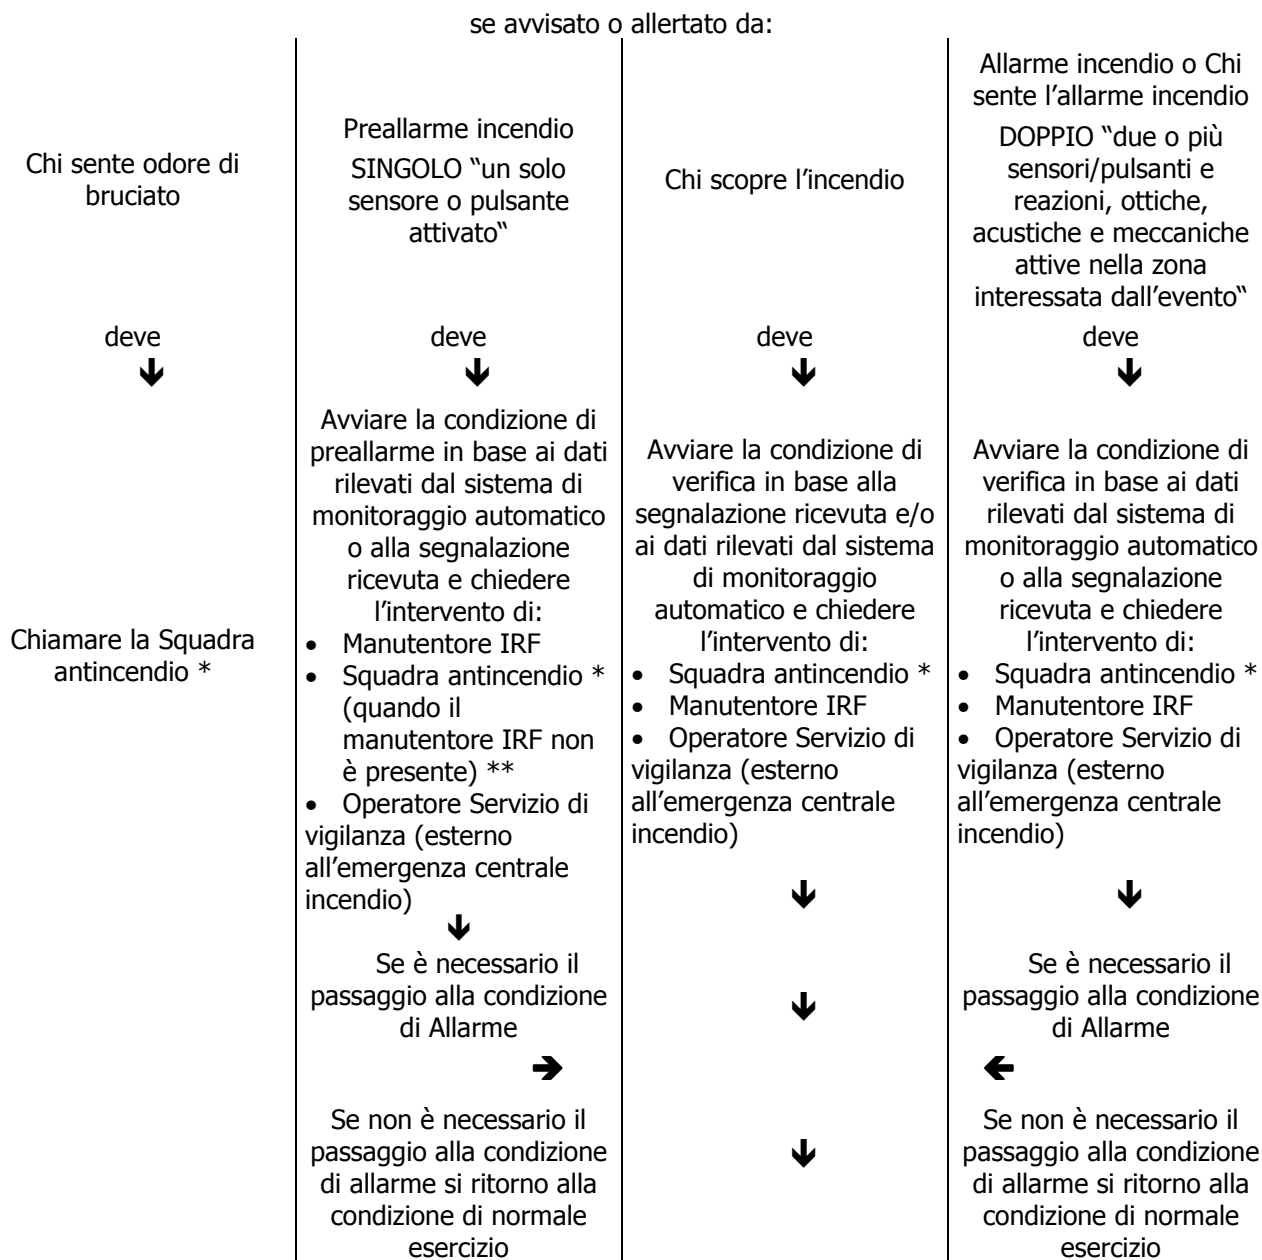 se avvisato o allertato da:
Chi sente odore di
bruciato
deve
Chiamare la Squadra
antincendio *
Preallarme incendio
SINGOLO “un solo
sensore o pulsante
attivato“
deve
Avviare la condizione di
preallarme in base ai dati
rilevati dal sistema di
monitoraggio automatico
o alla segnalazione
ricevuta e chiedere
l’intervento di:
• Manutentore IRF
• Squadra antincendio *
(quando il
manutentore IRF non
è presente) **
• Operatore Servizio di
vigilanza (esterno
all’emergenza centrale
incendio)
Se è necessario il
passaggio alla condizione
di Allarme
Se non è necessario il
passaggio alla condizione
di allarme si ritorno alla
condizione di normale
esercizio
Chi scopre l’incendio
deve
Avviare la condizione di
verifica in base alla
segnalazione ricevuta e/o
ai dati rilevati dal sistema
di monitoraggio
automatico e chiedere
l’intervento di:
• Squadra antincendio *
• Manutentore IRF
• Operatore Servizio di
vigilanza (esterno
all’emergenza centrale
incendio)
Allarme incendio o Chi
sente l’allarme incendio
DOPPIO “due o più
sensori/pulsanti e
reazioni, ottiche,
acustiche e meccaniche
attive nella zona
interessata dall’evento“
deve
Avviare la condizione di
verifica in base ai dati
rilevati dal sistema di
monitoraggio automatico
o alla segnalazione
ricevuta e chiedere
l’intervento di:
• Squadra antincendio *
• Manutentore IRF
• Operatore Servizio di
vigilanza (esterno
all’emergenza centrale
incendio)
Se è necessario il
passaggio alla condizione
di Allarme
Se non è necessario il
passaggio alla condizione
di allarme si ritorno alla
condizione di normale
esercizio